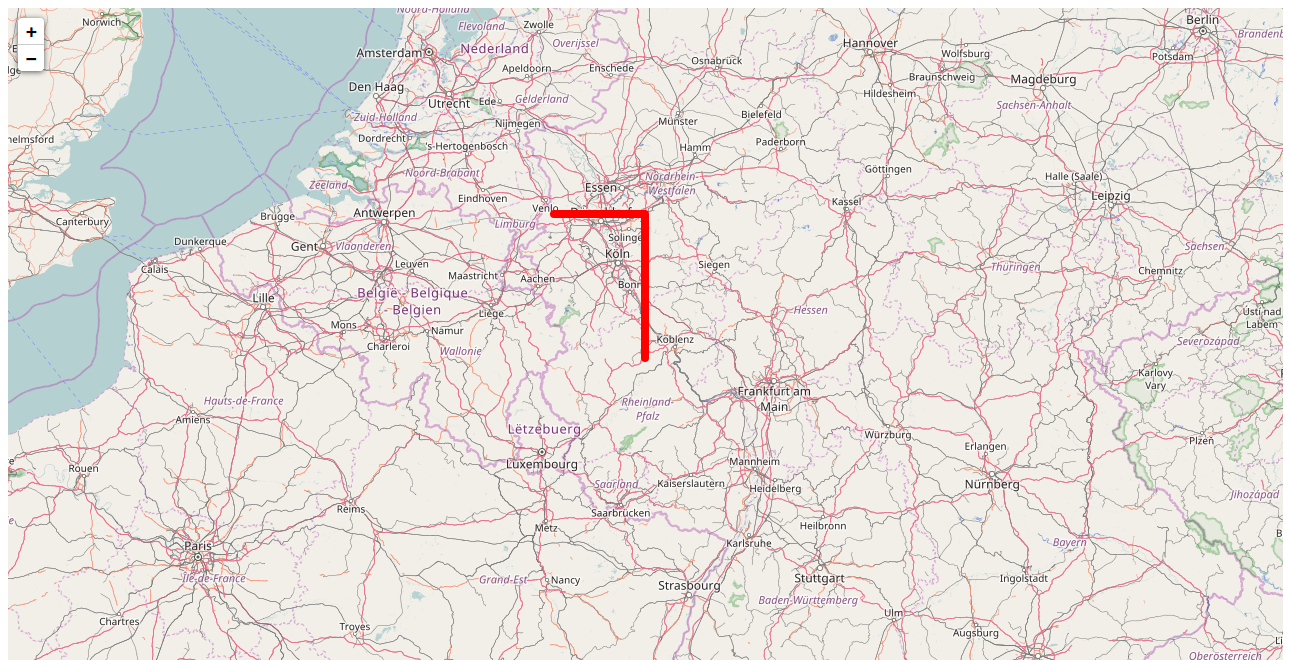 Noord-Holland
Norwich
Zwolle
Flevoland
Berlin
+
Amsterdam
Nederland
Overijssel
Hannover
Wolfsburg
Brandenb
−
Osnabrück
Potsdam
Apeldoorn
Enschede
Braunschweig
Magdeburg
Den Haag
Utrecht
Ede
Gelderland
Hildesheim
Sachsen-Anhalt
Zuid-Holland
Nijmegen
Münster
Bielefeld
helmsford
Dordrecht
's-Hertogenbosch
Hamm
Paderborn
Noord-Brabant
Göttingen
Halle (Saale)
Zeeland
Essen
Nordrhein-
Westfalen
Eindhoven
Leipzig
Canterbury
Brugge
Antwerpen
Venlo
Kassel
Limburg
Dunkerque
Gent
Vlaanderen
Solinge
Sachsen
Köln
Calais
Leuven
Maastricht
Aachen
Siegen
Thüringen
Chemnitz
Lille
België - Belgique
- Belgien
Bonn
Liège
Hessen
Ústí nad
Labem
Mons
Namur
Charleroi
Koblenz
Severozápad
Wallonie
Karlovy
Vary
Hauts-de-France
Rheinland-
Pfalz
Frankfurt am
Main
Amiens
Lëtzebuerg
Würzburg
Erlangen
Plzeň
Rouen
Luxembourg
Mannheim
Saarland
Kaiserslautern
Heidelberg
Nürnberg
Jihozápad
Reims
Saarbrücken
Metz
Heilbronn
Paris
Karlsruhe
Bayern
Île-de-France
Grand-Est
Nancy
Strasbourg
Stuttgart
Ingolstadt
Baden-Württemberg
Chartres
Troyes
Ulm
Augsburg
Oberösterreich
Li